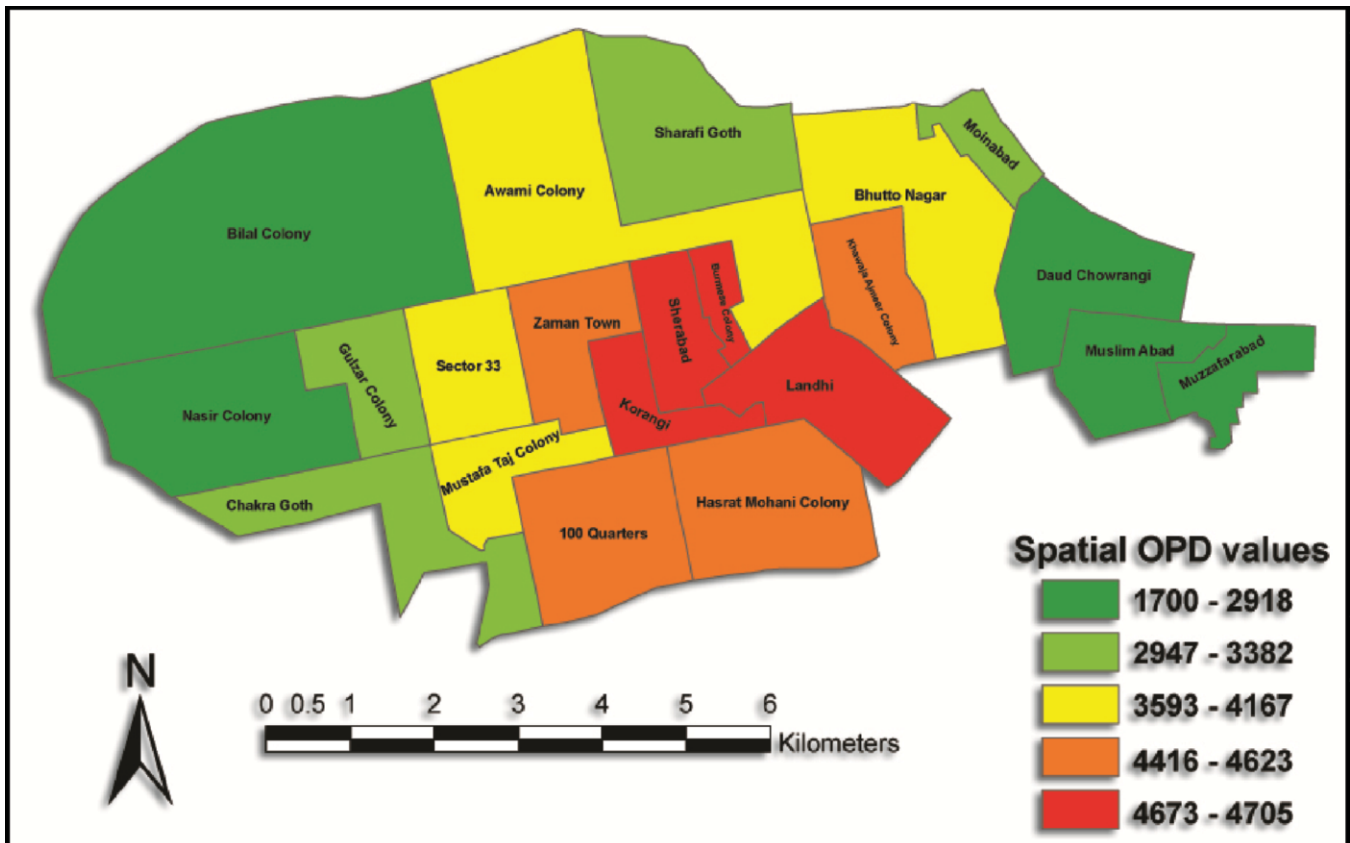 Sharafi Goth
Moinabad
Awami Colony
Bhutto Nagar
Bilal Colony
Khawaja Ajmeer Colony
Daud Chowrangi
Burmese Colony
Sherabad
Zaman Town
Gulzar Colony
Sector 33
Muslim Abad
Muzzafarabad
Landhi
Nasir Colony
Korangi
Mustafa Taj Colony
Chakra Goth
Hasrat Mohani Colony
100 Quarters
Spatial OPD values
1700 - 2918
2947 - 3382
3593 - 4167
4416 - 4623
4673 - 4705
N
0 0.5 1 2 3 4 5 6
Kilometers